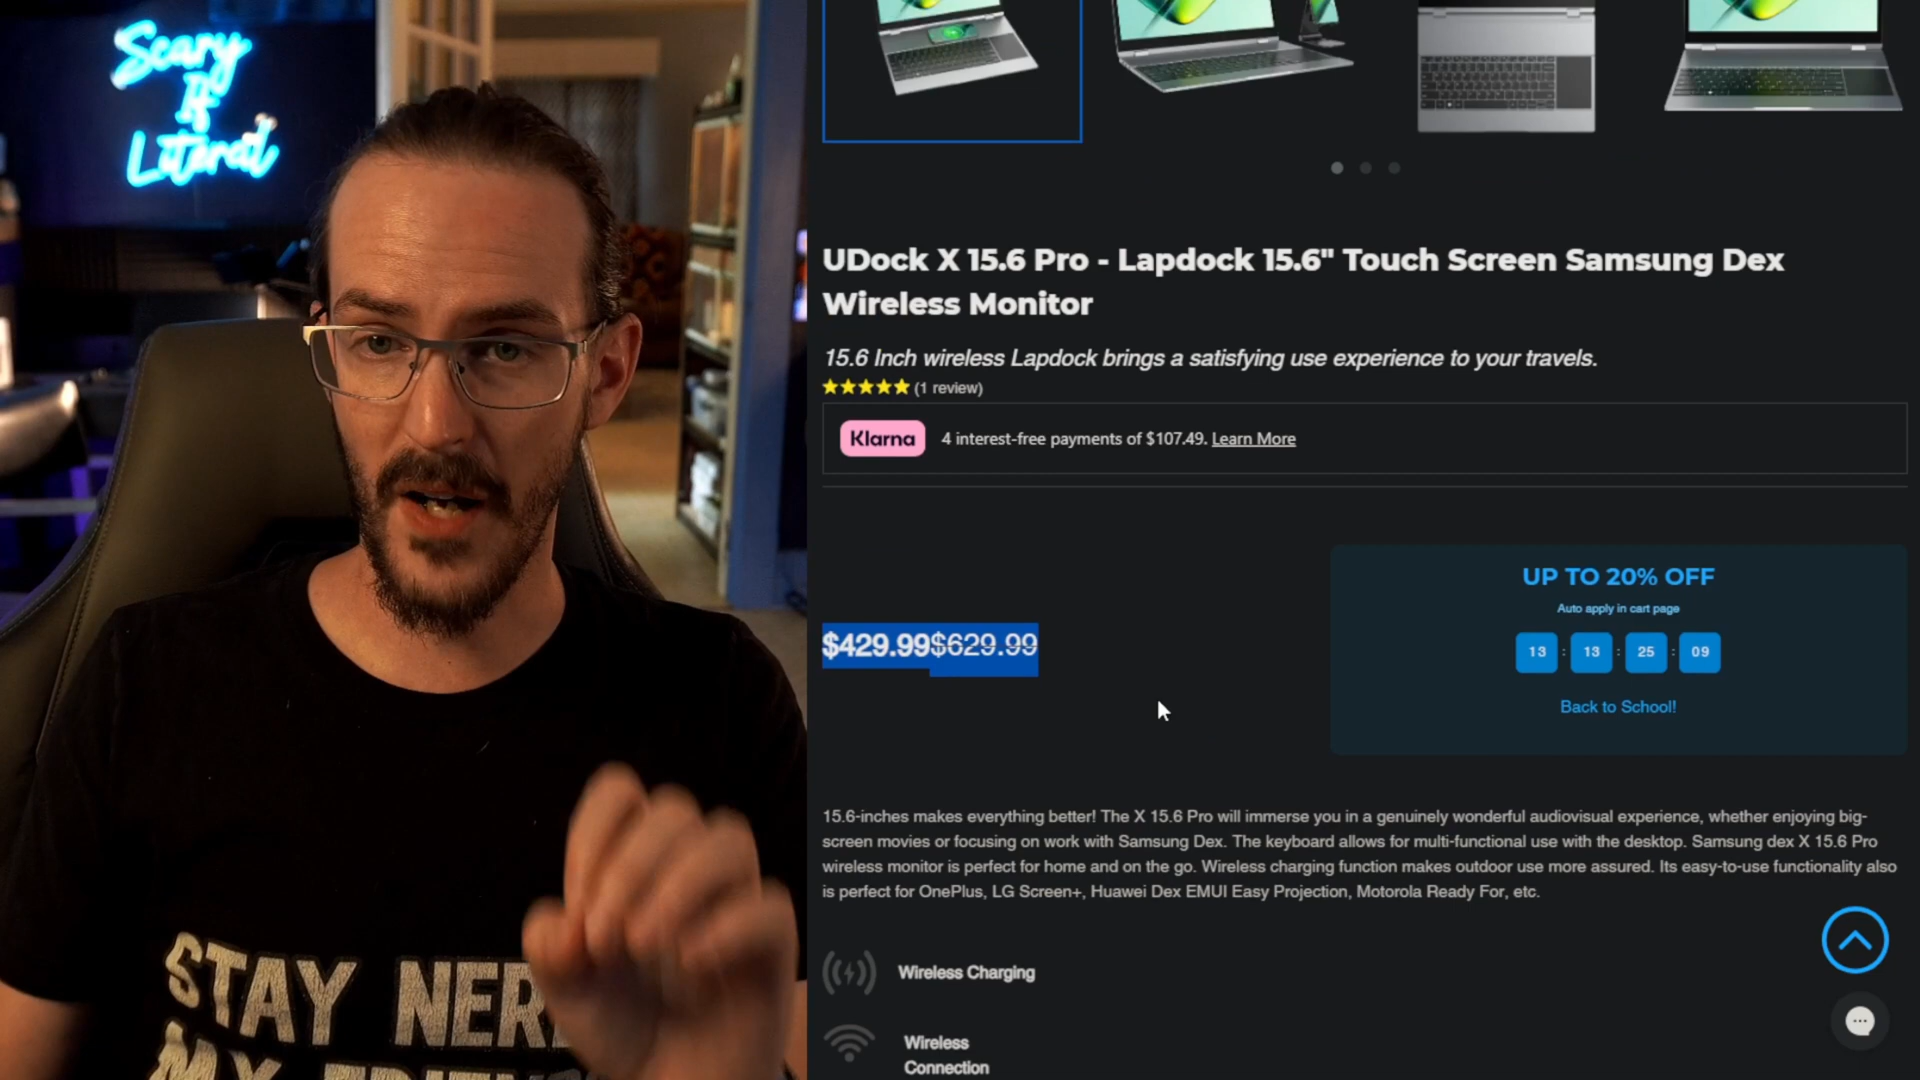 Scary
If
Literal
STAY NER
MY FRIEN
UDock X 15.6 Pro - Lapdock 15.6" Touch Screen Samsung Dex
Wireless Monitor
15.6 Inch wireless Lapdock brings a satisfying use experience to your travels.
(1 review)
Klarna 4 interest-free payments of $107.49. Learn More
$429.99$629.99
UP TO 20% OFF
Auto apply in cart page
13 : 13 : 25 : 09
Back to School!
15.6-inches makes everything better! The X 15.6 Pro will immerse you in a genuinely wonderful audiovisual experience, whether enjoying big-
screen movies or focusing on work with Samsung Dex. The keyboard allows for multi-functional use with the desktop. Samsung dex X 15.6 Pro
wireless monitor is perfect for home and on the go. Wireless charging function makes outdoor use more assured. Its easy-to-use functionality also
is perfect for OnePlus, LG Screen+, Huawei Dex EMUI Easy Projection, Motorola Ready For, etc.
Wireless Charging
Wireless
Connection